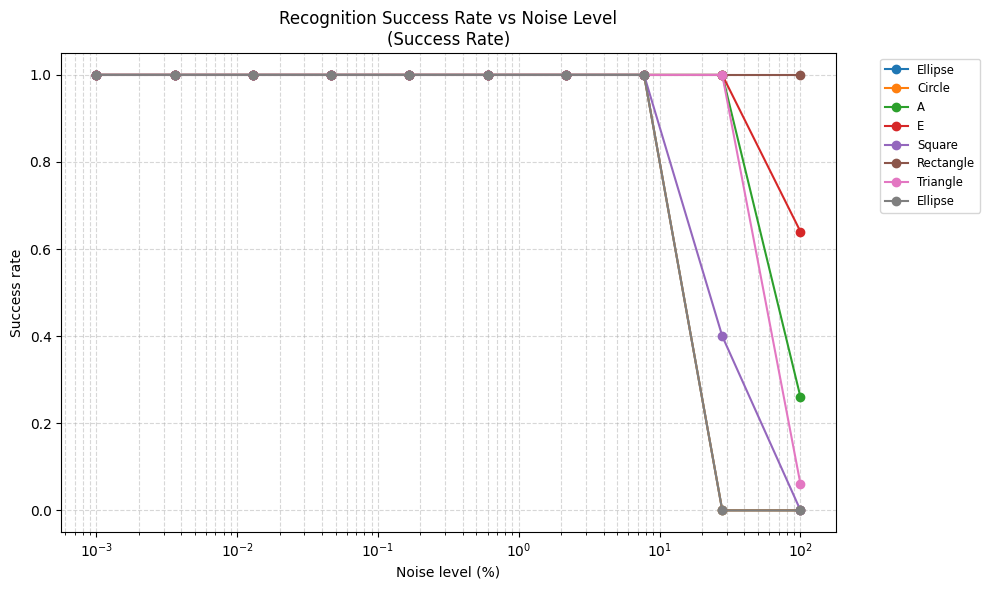 Recognition Success Rate vs Noise Level
(Success Rate)
Success rate
1.0
0.8
0.6
0.4
0.2
0.0
10⁻³
10⁻²
10⁻¹
10⁰
10¹
10²
Noise level (%)
Ellipse
Circle
A
E
Square
Rectangle
Triangle
Ellipse